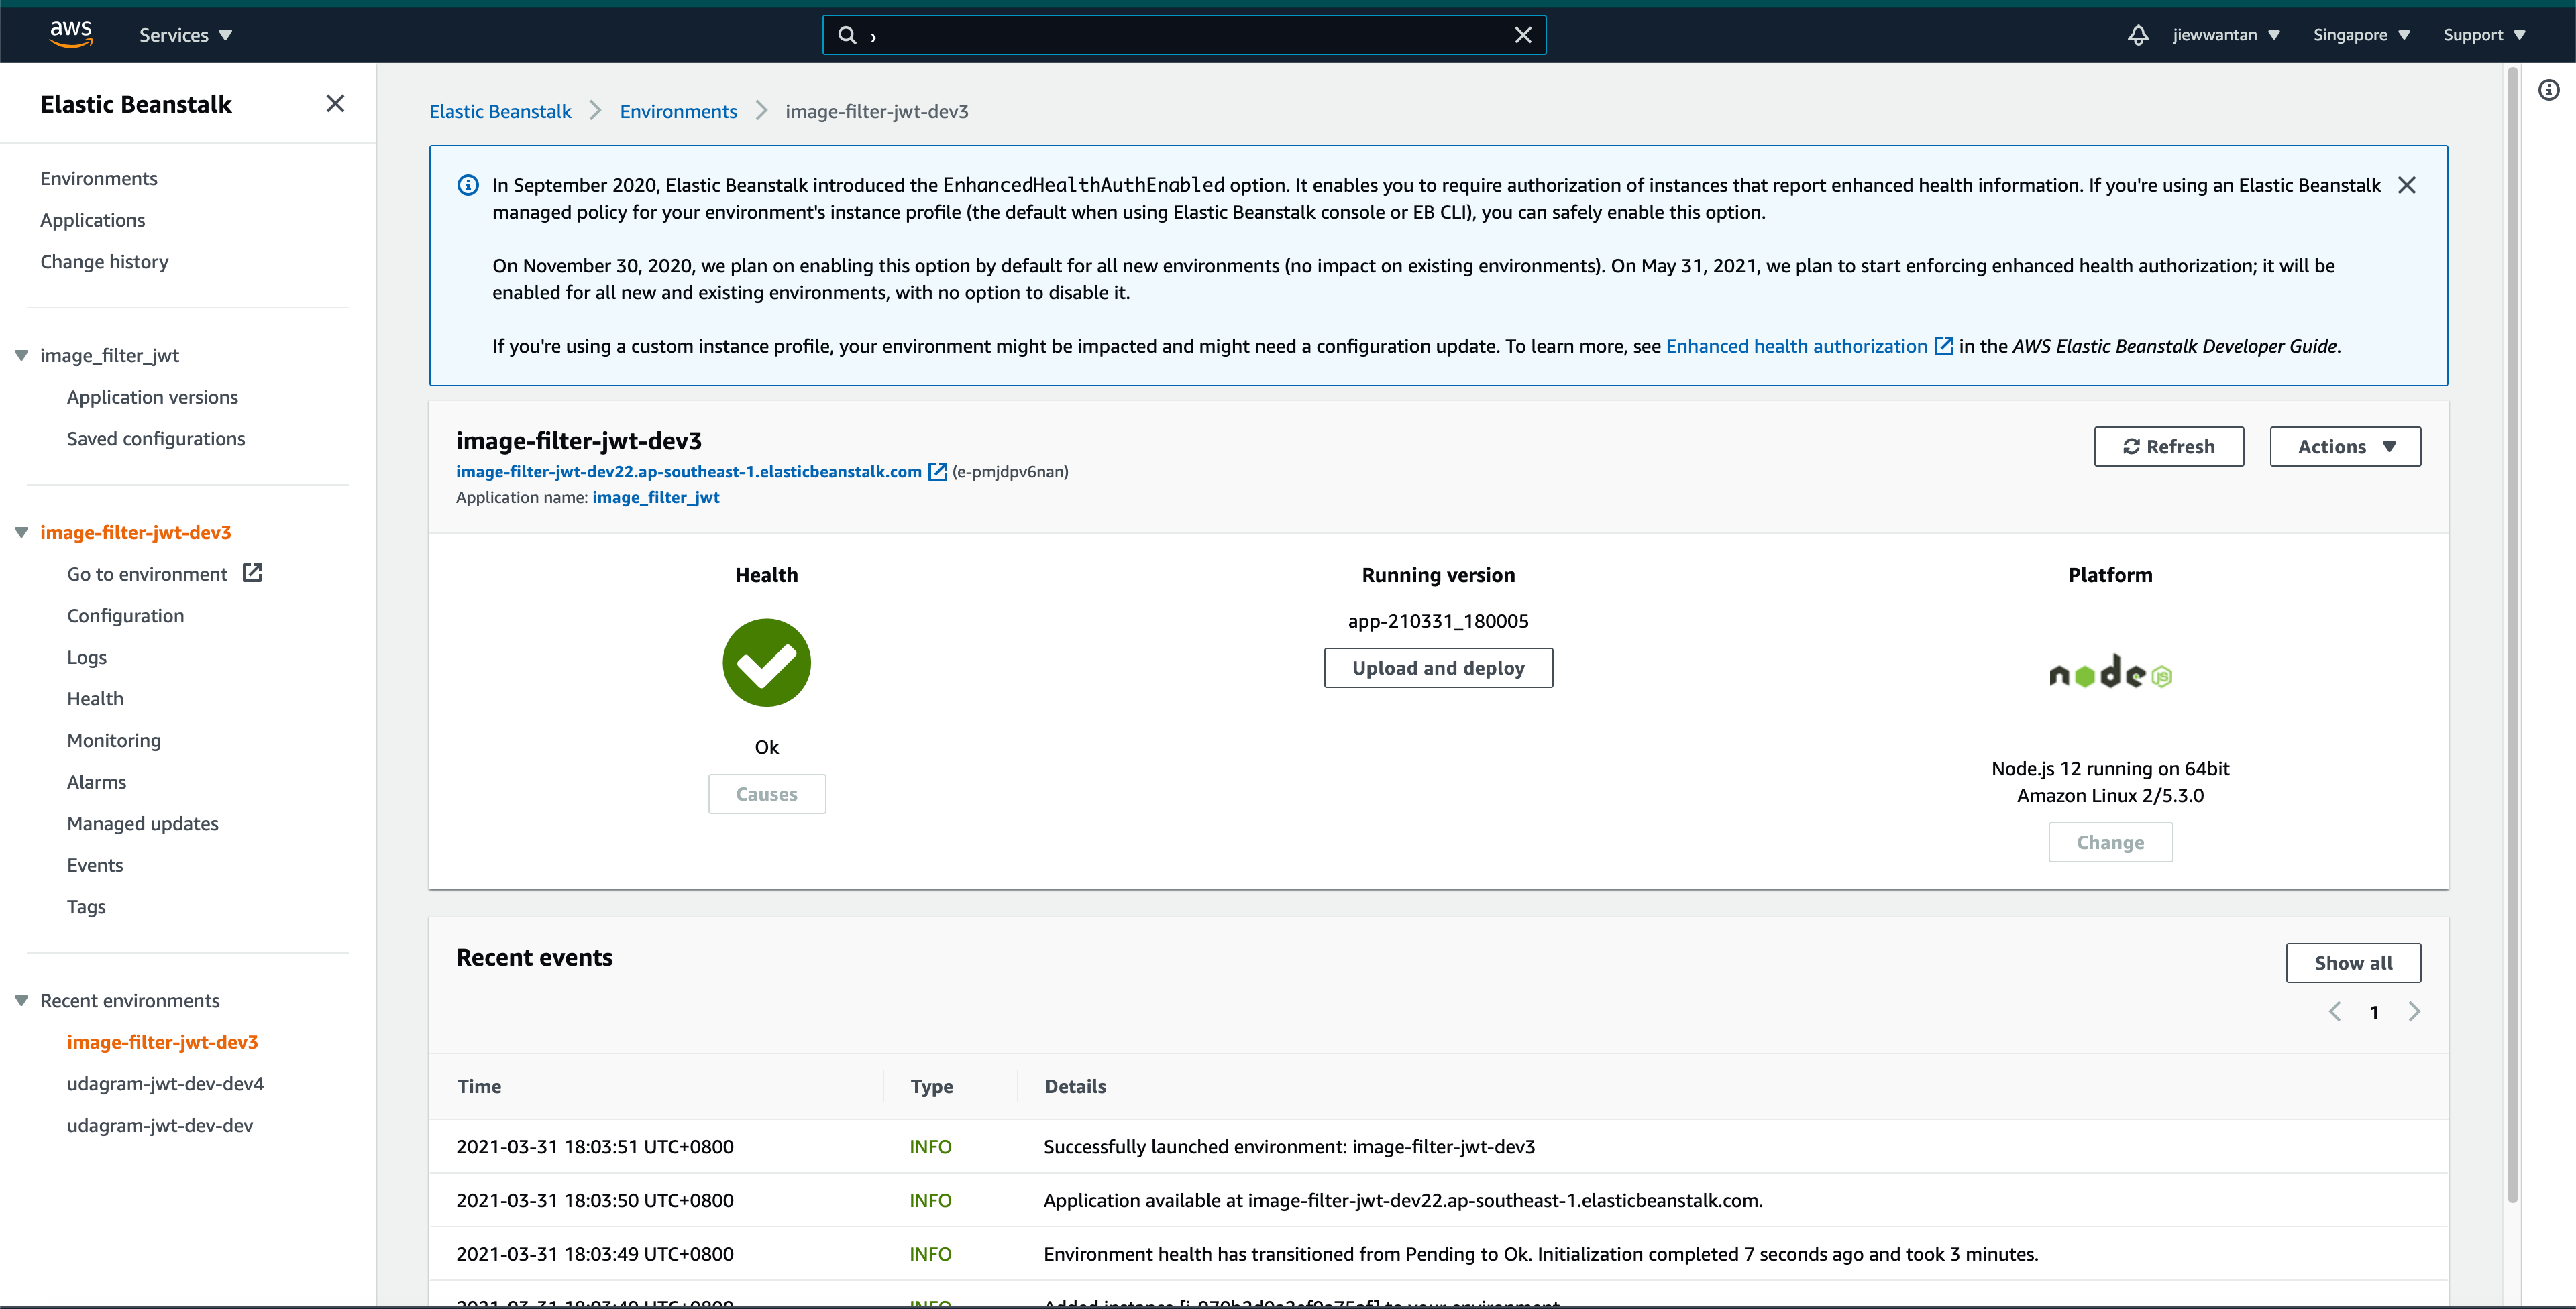 aws Services jiewwantan Singapore Support
Elastic Beanstalk
Environments
Applications
Change history
image_filter_jwt
Application versions
Saved configurations
image-filter-jwt-dev3
Go to environment
Configuration
Logs
Health
Monitoring
Alarms
Managed updates
Events
Tags
Recent environments
image-filter-jwt-dev3
udagram-jwt-dev-dev4
udagram-jwt-dev-dev
Elastic Beanstalk > Environments > image-filter-jwt-dev3
In September 2020, Elastic Beanstalk introduced the EnhancedHealthAuthEnabled option. It enables you to require authorization of instances that report enhanced health information. If you're using an Elastic Beanstalk
managed policy for your environment's instance profile (the default when using Elastic Beanstalk console or EB CLI), you can safely enable this option.
On November 30, 2020, we plan on enabling this option by default for all new environments (no impact on existing environments). On May 31, 2021, we plan to start enforcing enhanced health authorization; it will be
enabled for all new and existing environments, with no option to disable it.
If you're using a custom instance profile, your environment might be impacted and might need a configuration update. To learn more, see Enhanced health authorization in the AWS Elastic Beanstalk Developer Guide.
image-filter-jwt-dev3
image-filter-jwt-dev22.ap-southeast-1.elasticbeanstalk.com (e-pmjdpv6nan)
Application name: image_filter_jwt
Refresh
Actions
Health
Ok
Causes
Running version
app-210331_180005
Upload and deploy
Platform
node JS
Node.js 12 running on 64bit
Amazon Linux 2/5.3.0
Change
Recent events
Show all
1
Time Type Details
2021-03-31 18:03:51 UTC+0800 INFO Successfully launched environment: image-filter-jwt-dev3
2021-03-31 18:03:50 UTC+0800 INFO Application available at image-filter-jwt-dev22.ap-southeast-1.elasticbeanstalk.com.
2021-03-31 18:03:49 UTC+0800 INFO Environment health has transitioned from Pending to Ok. Initialization completed 7 seconds ago and took 3 minutes.